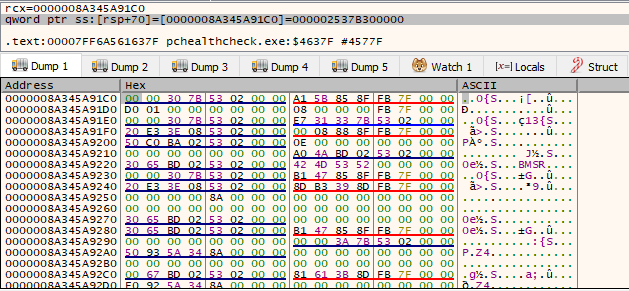 rcx=0000008A345A91C0
qword ptr ss:[rsp+70]=[0000008A345A91C0]=000002537B300000
.text:00007FF6A561637F pchealthcheck.exe:$4637F #4577F
Dump 1 Dump 2 Dump 3 Dump 4 Dump 5 Watch 1 [x=] Locals Struct
Address Hex ASCII
0000008A345A91C0 00 00 30 7B 53 02 00 00 A1 5B 85 8F FB 7F 00 00 ..0{S...¡[..û...
0000008A345A91D0 D0 01 00 00 00 00 00 00 08 00 00 00 FB 7F 00 00 Ð...........û...
0000008A345A91E0 00 00 30 7B 53 02 00 00 E7 31 33 7B 53 02 00 00 ..0{S...ç13{S...
0000008A345A91F0 20 E3 3E 08 53 02 00 00 00 08 88 8F FB 7F 00 00 ã>.S.......û...
0000008A345A9200 50 C0 BA 02 53 02 00 00 0E 00 00 00 00 00 00 00 PÀº.S...........
0000008A345A9210 00 00 00 00 00 00 00 00 A0 4A BD 02 53 02 00 00 ........ J½.S...
0000008A345A9220 30 65 BD 02 53 02 00 00 42 4D 53 52 00 00 00 00 0e½.S...BMSR....
0000008A345A9230 00 00 30 7B 53 02 00 00 B1 47 85 8F FB 7F 00 00 ..0{S...±G..û...
0000008A345A9240 20 E3 3E 08 53 02 00 00 8D B3 39 8D FB 7F 00 00 ã>.S....³9.û...
0000008A345A9250 00 00 00 00 8A 00 00 00 00 00 00 00 00 00 00 00 ................
0000008A345A9260 00 00 00 00 00 00 00 00 00 00 00 00 00 00 00 00 ................
0000008A345A9270 30 65 BD 02 53 02 00 00 00 00 00 00 00 00 00 00 0e½.S...........
0000008A345A9280 30 65 BD 02 53 02 00 00 B1 47 85 8F FB 7F 00 00 0e½.S...±G..û...
0000008A345A9290 00 00 00 00 00 00 00 00 00 00 3A 7B 53 02 00 00 ..........:{S...
0000008A345A92A0 50 93 5A 34 8A 00 00 00 00 00 00 00 00 00 00 00 P.Z4............
0000008A345A92C0 00 67 BD 02 53 02 00 00 81 61 3B 8D FB 7F 00 00 .g½.S....a;.û...
0000008A345A92D0 F0 92 5A 34 8A 00 00 00 00 00 00 00 00 00 00 00 ð.Z4............